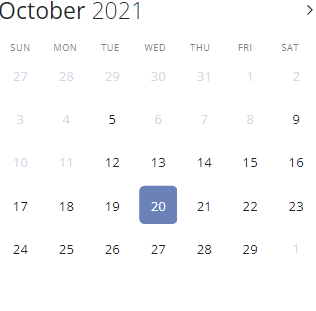 October 2021
SUN MON TUE WED THU FRI SAT
27 28 29 30 31 1 2
3 4 5 6 7 8 9
10 11 12 13 14 15 16
17 18 19 20 21 22 23
24 25 26 27 28 29 1